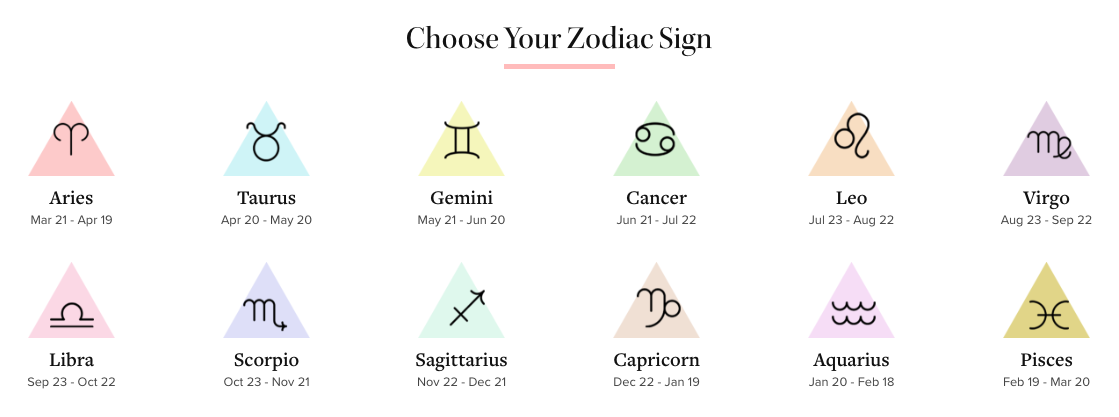 Choose Your Zodiac Sign
Aries
Mar 21 - Apr 19
Taurus
Apr 20 - May 20
Gemini
May 21 - Jun 20
Cancer
Jun 21 - Jul 22
Leo
Jul 23 - Aug 22
Virgo
Aug 23 - Sep 22
Libra
Sep 23 - Oct 22
Scorpio
Oct 23 - Nov 21
Sagittarius
Nov 22 - Dec 21
Capricorn
Dec 22 - Jan 19
Aquarius
Jan 20 - Feb 18
Pisces
Feb 19 - Mar 20